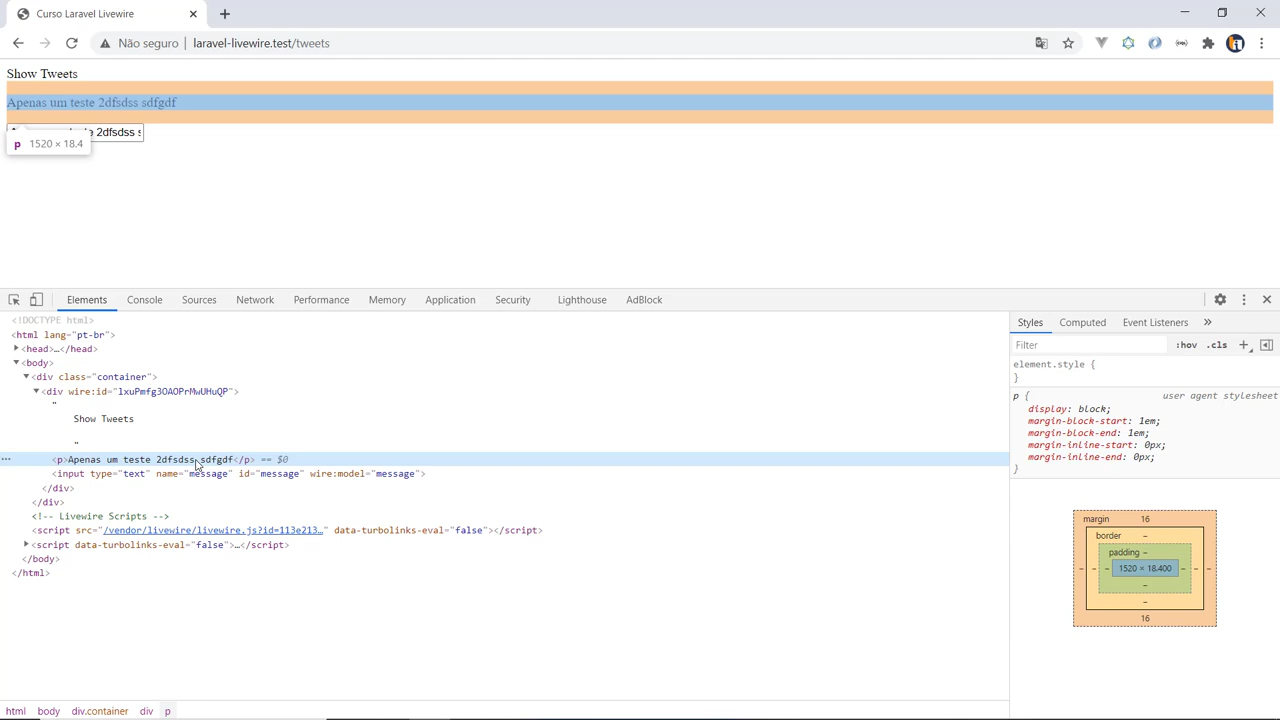 Curso Laravel Livewire
Não seguro
laravel-livewire.test/tweets
Show Tweets
Apenas um teste 2dfsdss sdfgdf
2dfsdss s
p 1520 × 18.4
Elements Console Sources Network Performance Memory Application Security Lighthouse AdBlock
<!DOCTYPE html>
<html lang="pt-br">
<head>…</head>
<body>
<div class="container">
<div wire:id="lxuPmfg3OAOPrMwUHuQP">
"
Show Tweets
"
<p>Apenas um teste 2dfsdss sdfgdf</p> == $0
<input type="text" name="message" id="message" wire:model="message">
</div>
</div>
<!-- Livewire Scripts -->
<script src="/vendor/livewire/livewire.js?id=113e213…" data-turbolinks-eval="false"></script>
<script data-turbolinks-eval="false">…</script>
</body>
</html>
html body div.container div p
Styles Computed Event Listeners
Filter :hov .cls
element.style {
}
p { user agent stylesheet
display: block;
margin-block-start: 1em;
margin-block-end: 1em;
margin-inline-start: 0px;
margin-inline-end: 0px;
}
margin 16
border –
padding –
– – – 1520 × 18.400 – – –
–
–
16